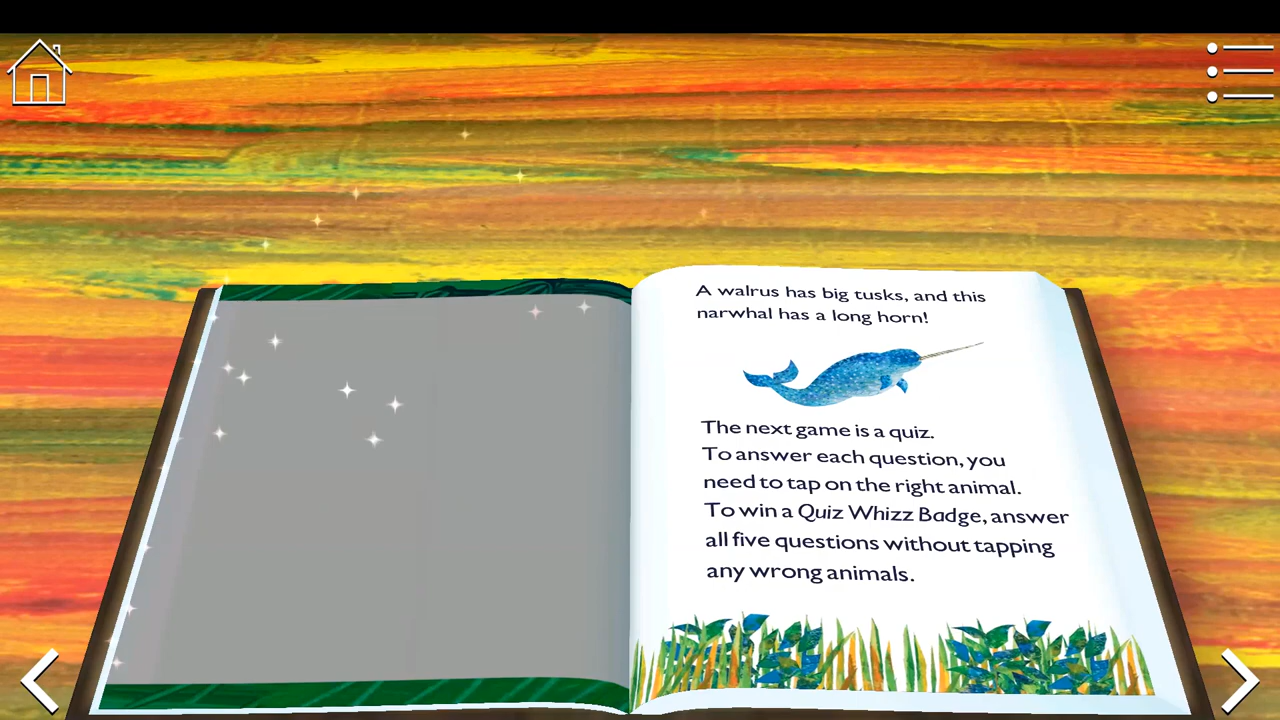 A walrus has big tusks, and this
narwhal has a long horn!
The next game is a quiz.
To answer each question, you
need to tap on the right animal.
To win a Quiz Whizz Badge, answer
all five questions without tapping
any wrong animals.